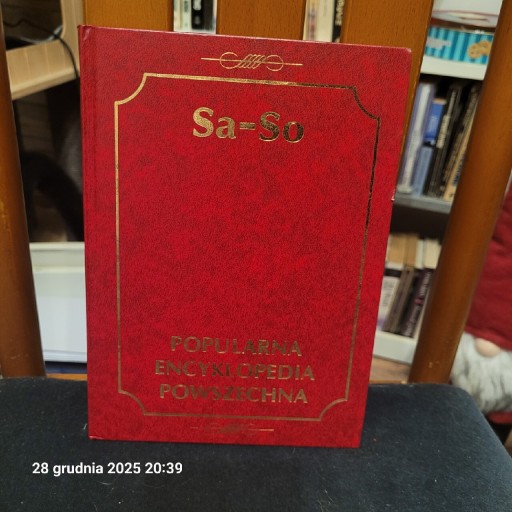 Sa-So
POPULARNA
ENCYKLOPEDIA
POWSZECHNA
28 grudnia 2025 20:39